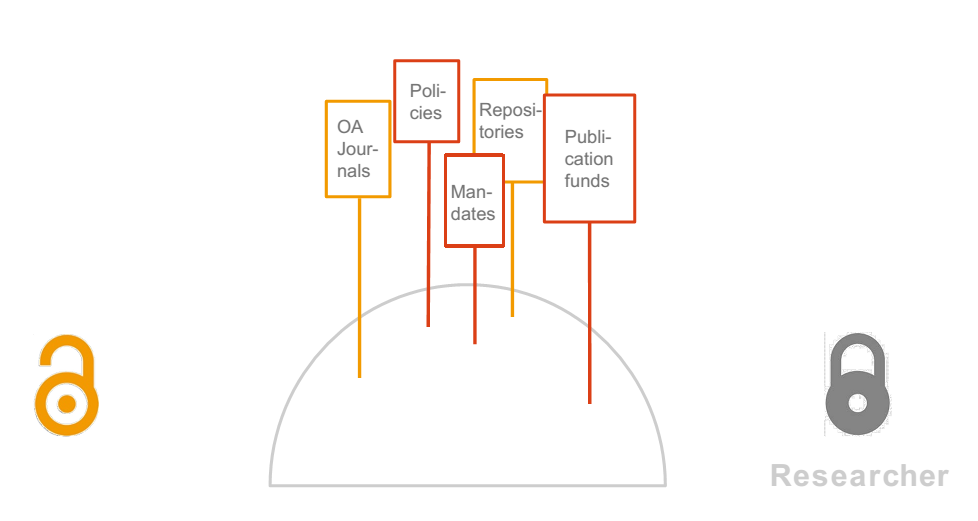 OA
Jour-
nals
Poli-
cies
Reposi-
tories
Man-
dates
Publi-
cation
funds
Researcher